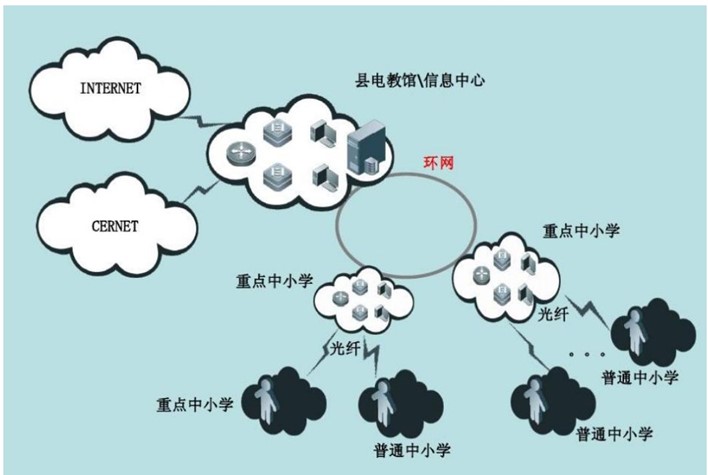 INTERNET
县电教馆\信息中心
环网
CERNET
重点中小学
重点中小学
光纤
光纤
。。。
重点中小学
普通中小学
普通中小学
普通中小学